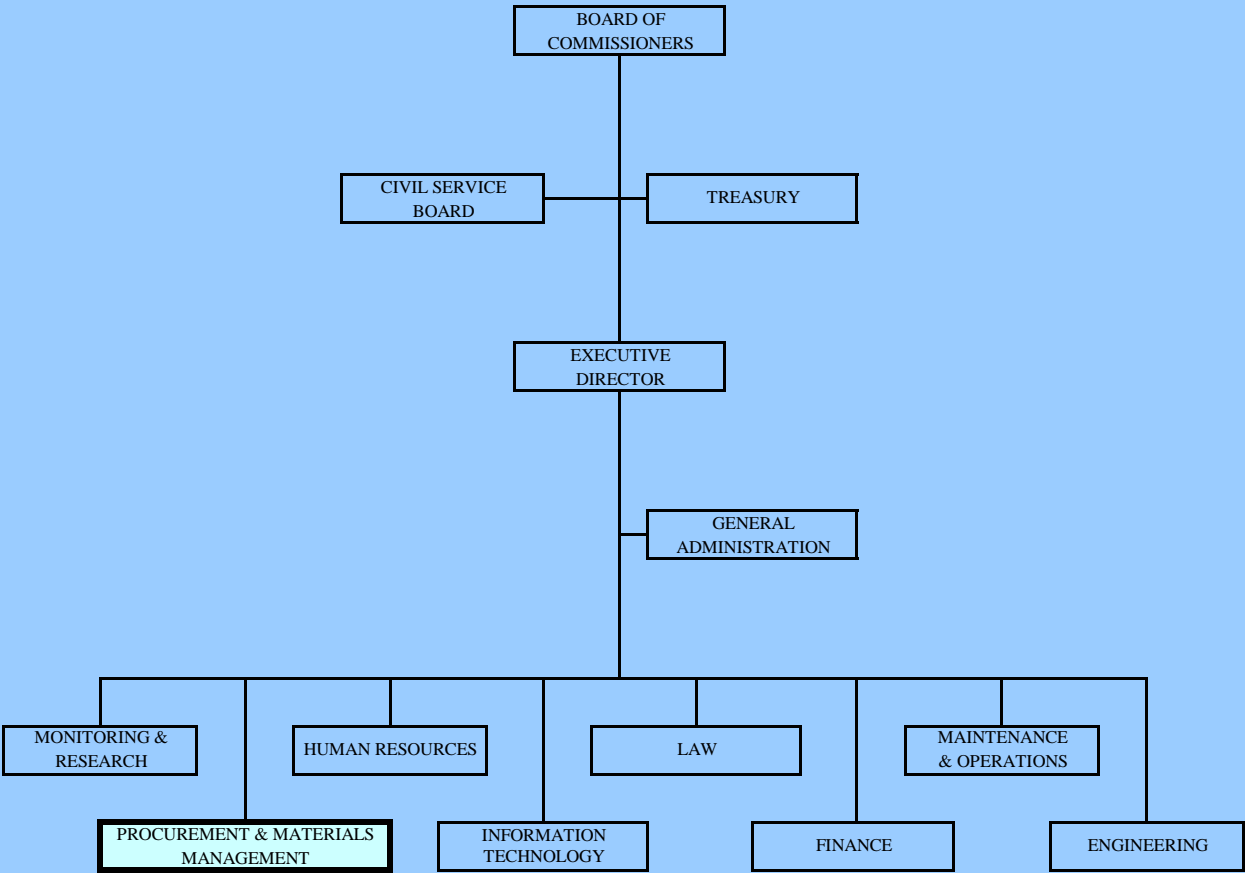 BOARD OF
COMMISSIONERS
CIVIL SERVICE
BOARD
TREASURY
EXECUTIVE
DIRECTOR
GENERAL
ADMINISTRATION
MONITORING &
RESEARCH
HUMAN RESOURCES
LAW
MAINTENANCE
& OPERATIONS
PROCUREMENT & MATERIALS
MANAGEMENT
INFORMATION
TECHNOLOGY
FINANCE
ENGINEERING